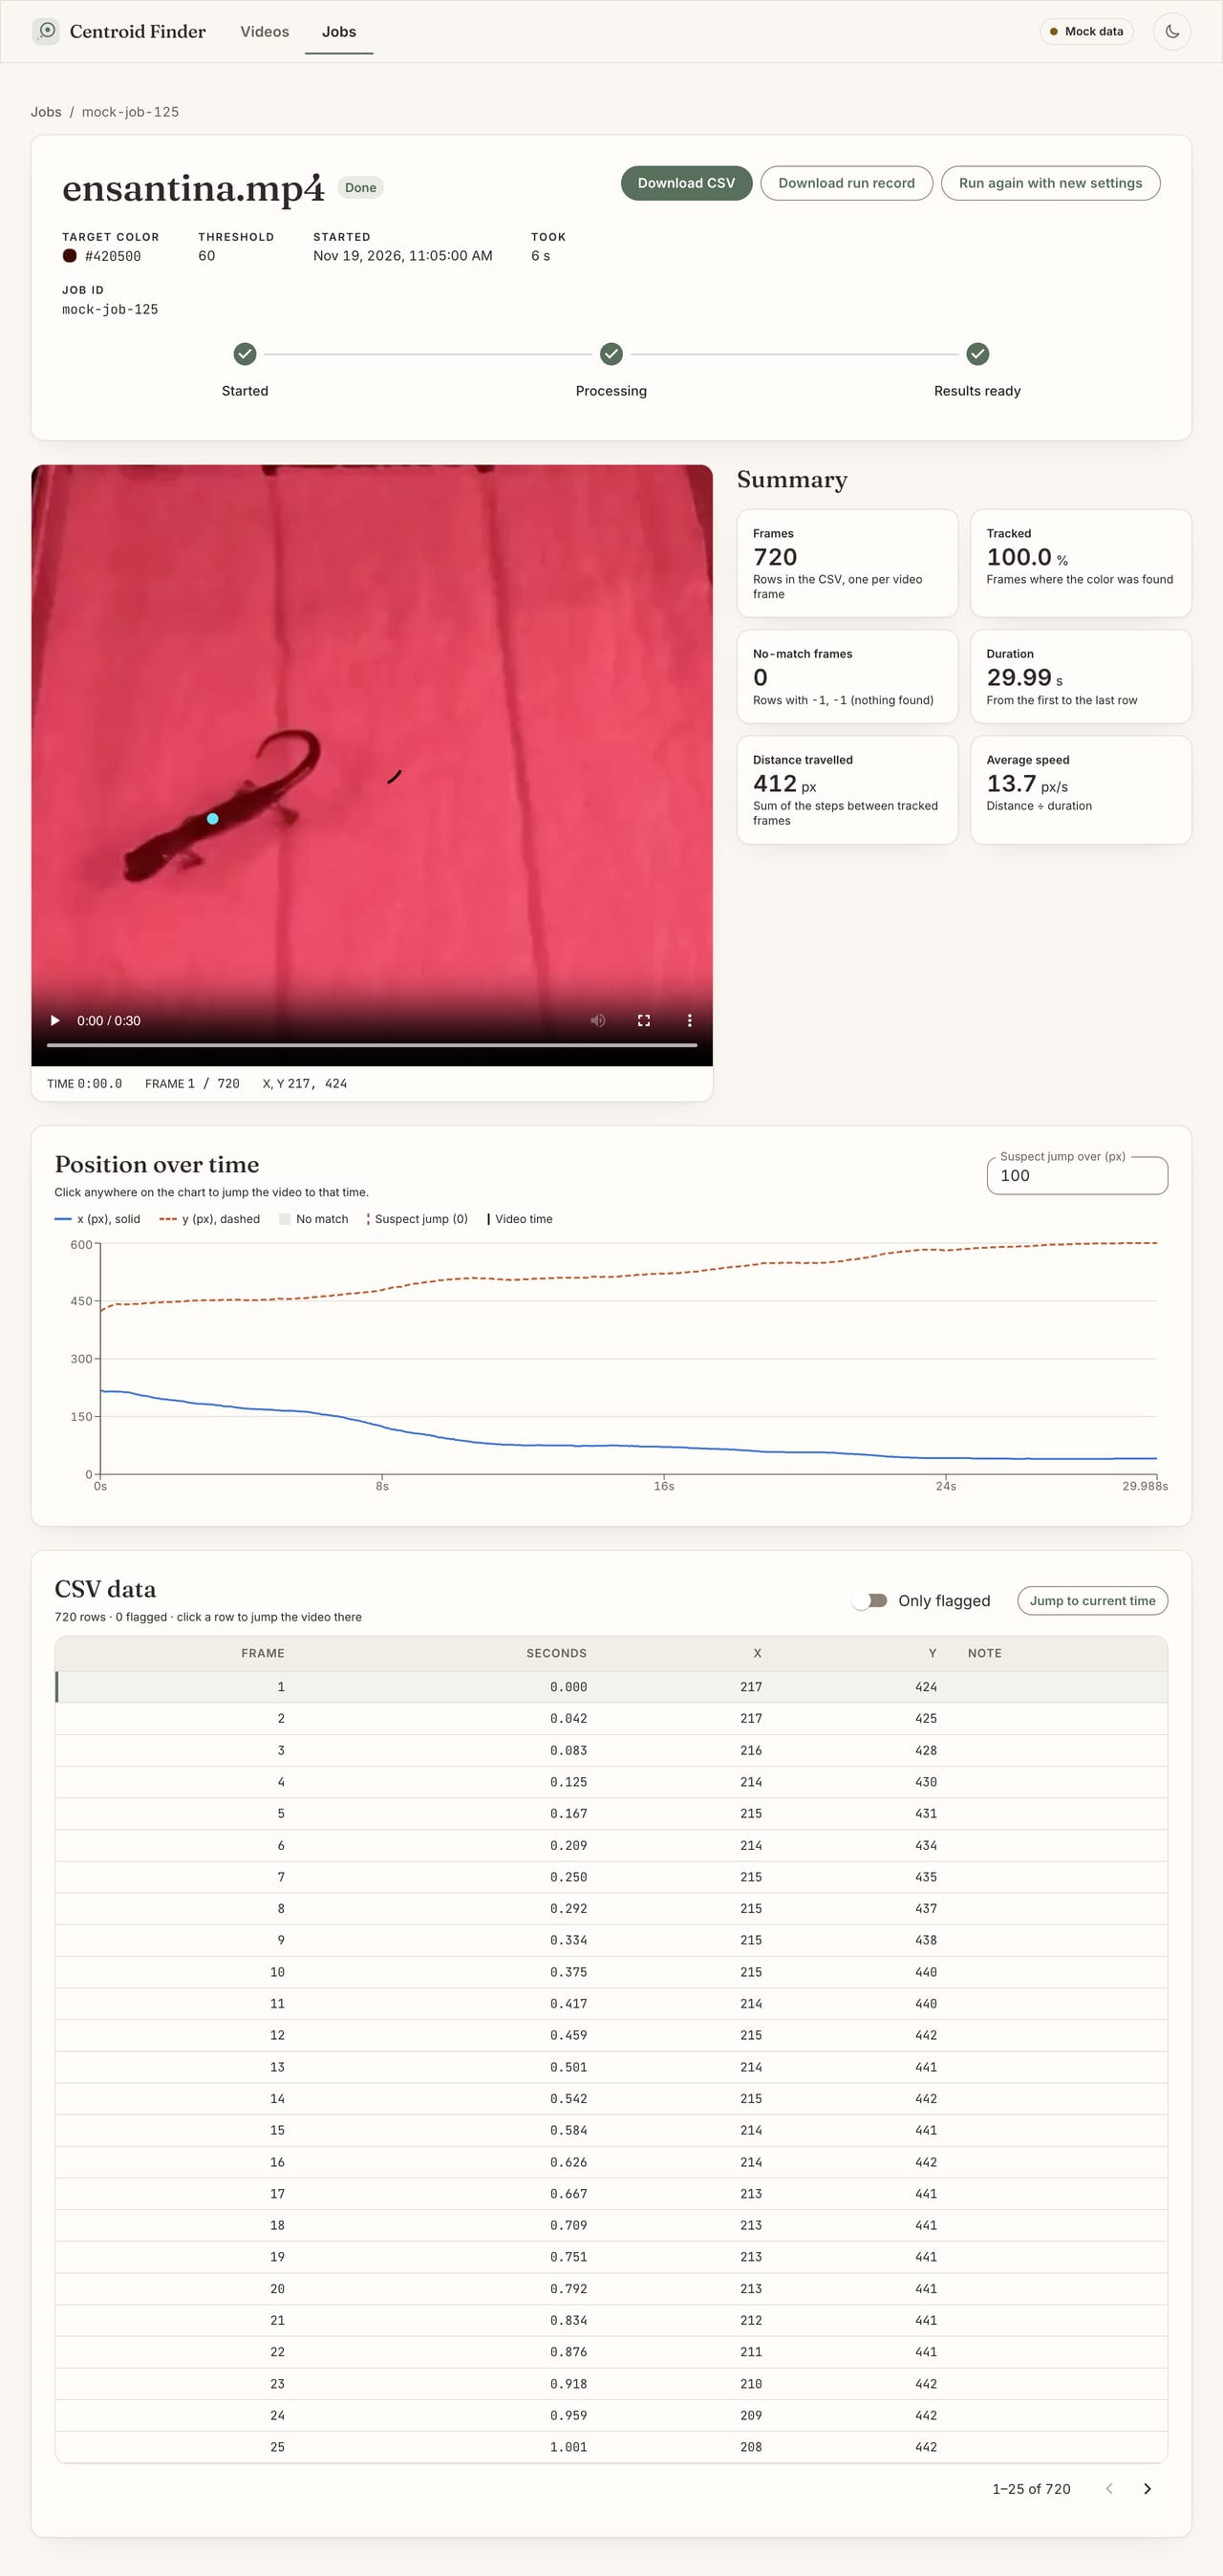 Centroid Finder Videos Jobs Mock data
Jobs / mock-job-125
ensantina.mp4 Done Download CSV Download run record Run again with new settings
TARGET COLOR THRESHOLD STARTED TOOK
#420500 60 Nov 19, 2026, 11:05:00 AM 6 s
JOB ID
mock-job-125
Started Processing Results ready
Summary
Frames
720
Rows in the CSV, one per video
frame
Tracked
100.0 %
Frames where the color was found
No-match frames
0
Rows with -1, -1 (nothing found)
Duration
29.99 s
From the first to the last row
Distance travelled
412 px
Sum of the steps between tracked
frames
Average speed
13.7 px/s
Distance ÷ duration
0:00 / 0:30
TIME 0:00.0 FRAME 1 / 720 X, Y 217, 424
Position over time
Click anywhere on the chart to jump the video to that time.
Suspect jump over (px)
100
x (px), solid y (px), dashed No match Suspect jump (0) Video time
600
450
300
150
0
0s 8s 16s 24s 29.988s
CSV data
720 rows · 0 flagged · click a row to jump the video there
Only flagged Jump to current time
FRAME SECONDS X Y NOTE
1 0.000 217 424
2 0.042 217 425
3 0.083 216 428
4 0.125 214 430
5 0.167 215 431
6 0.209 214 434
7 0.250 215 435
8 0.292 215 437
9 0.334 215 438
10 0.375 215 440
11 0.417 214 440
12 0.459 215 442
13 0.501 214 441
14 0.542 215 442
15 0.584 214 441
16 0.626 214 442
17 0.667 213 441
18 0.709 213 441
19 0.751 213 441
20 0.792 213 441
21 0.834 212 441
22 0.876 211 441
23 0.918 210 442
24 0.959 209 442
25 1.001 208 442
1–25 of 720